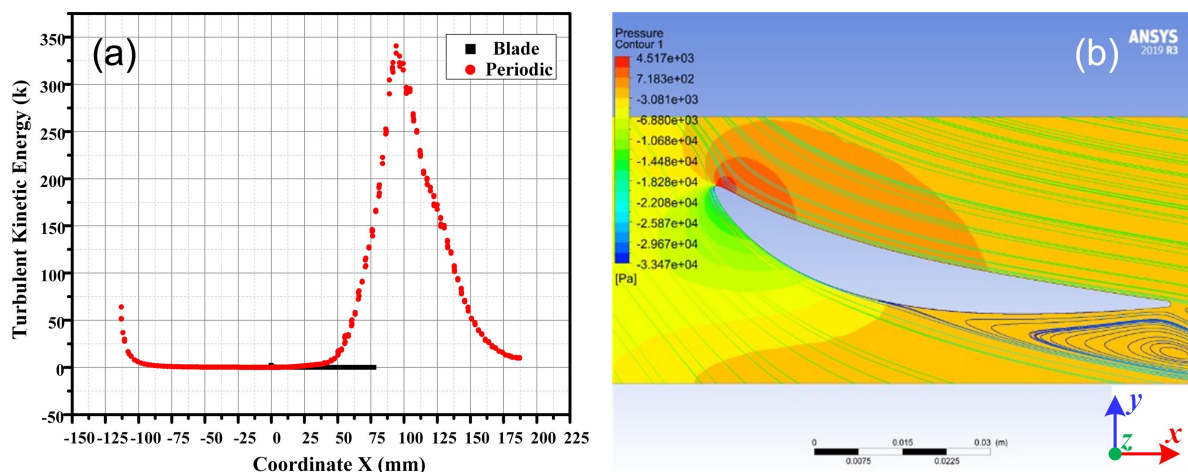 (a)
Blade
Periodic
Turbulent Kinetic Energy (k)
350
300
250
200
150
100
50
0
-50
-150 -125 -100 -75 -50 -25 0 25 50 75 100 125 150 175 200 225
Coordinate X (mm)
(b)
ANSYS
2019 R3
Pressure
Contour 1
4.517e+03
7.183e+02
-3.081e+03
-6.880e+03
-1.068e+04
-1.448e+04
-1.828e+04
-2.208e+04
-2.587e+04
-2.967e+04
-3.347e+04
[Pa]
0 0.015 0.03 (m)
0.0075 0.0225
y
z x